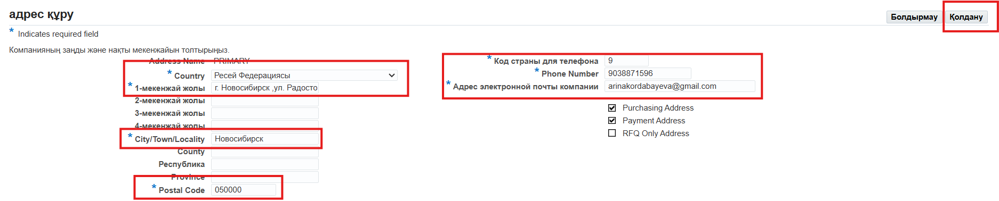 адрес құру
Болдырмау Қолдану
* Indicates required field
Компанияның заңды және нақты мекенжайын толтырыңыз.
Address Name PRIMARY
* Country Ресей Федерациясы
* 1-мекенжай жолы г. Новосибирск ,ул. Радосто
2-мекенжай жолы
3-мекенжай жолы
4-мекенжай жолы
* City/Town/Locality Новосибирск
County
Республика
Province
* Postal Code 050000
* Код страны для телефона 9
* Phone Number 9038871596
* Адрес электронной почты компании arinakordabayeva@gmail.com
Purchasing Address
Payment Address
RFQ Only Address